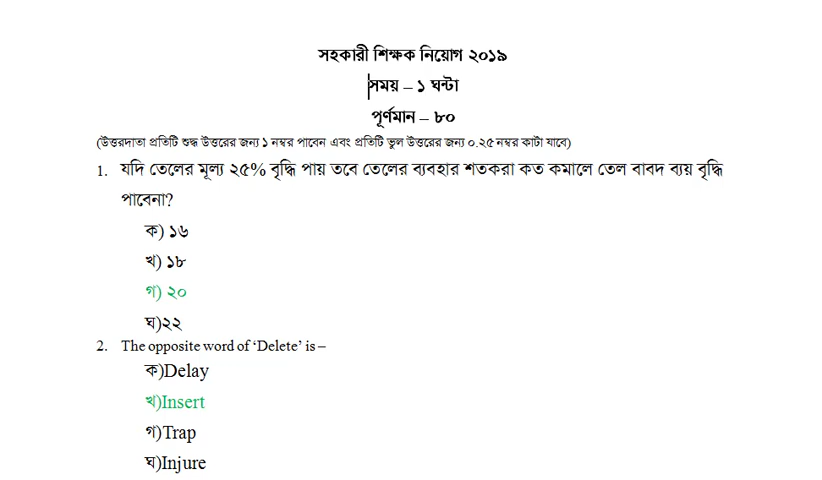 সহকারী শিক্ষক নিয়োগ ২০১৯
সময় – ১ ঘন্টা
পূর্ণমান – ৮০
(উত্তরদাতা প্রতিটি শুদ্ধ উত্তরের জন্য ১ নম্বর পাবেন এবং প্রতিটি ভুল উত্তরের জন্য ০.২৫ নম্বর কাটা যাবে)
1. যদি তেলের মূল্য ২৫% বৃদ্ধি পায় তবে তেলের ব্যবহার শতকরা কত কমালে তেল বাবদ ব্যয় বৃদ্ধি
পাবেনা?
ক) ১৬
খ) ১৮
গ) ২০
ঘ)২২
2. The opposite word of ‘Delete’ is –
ক)Delay
খ)Insert
গ)Trap
ঘ)Injure